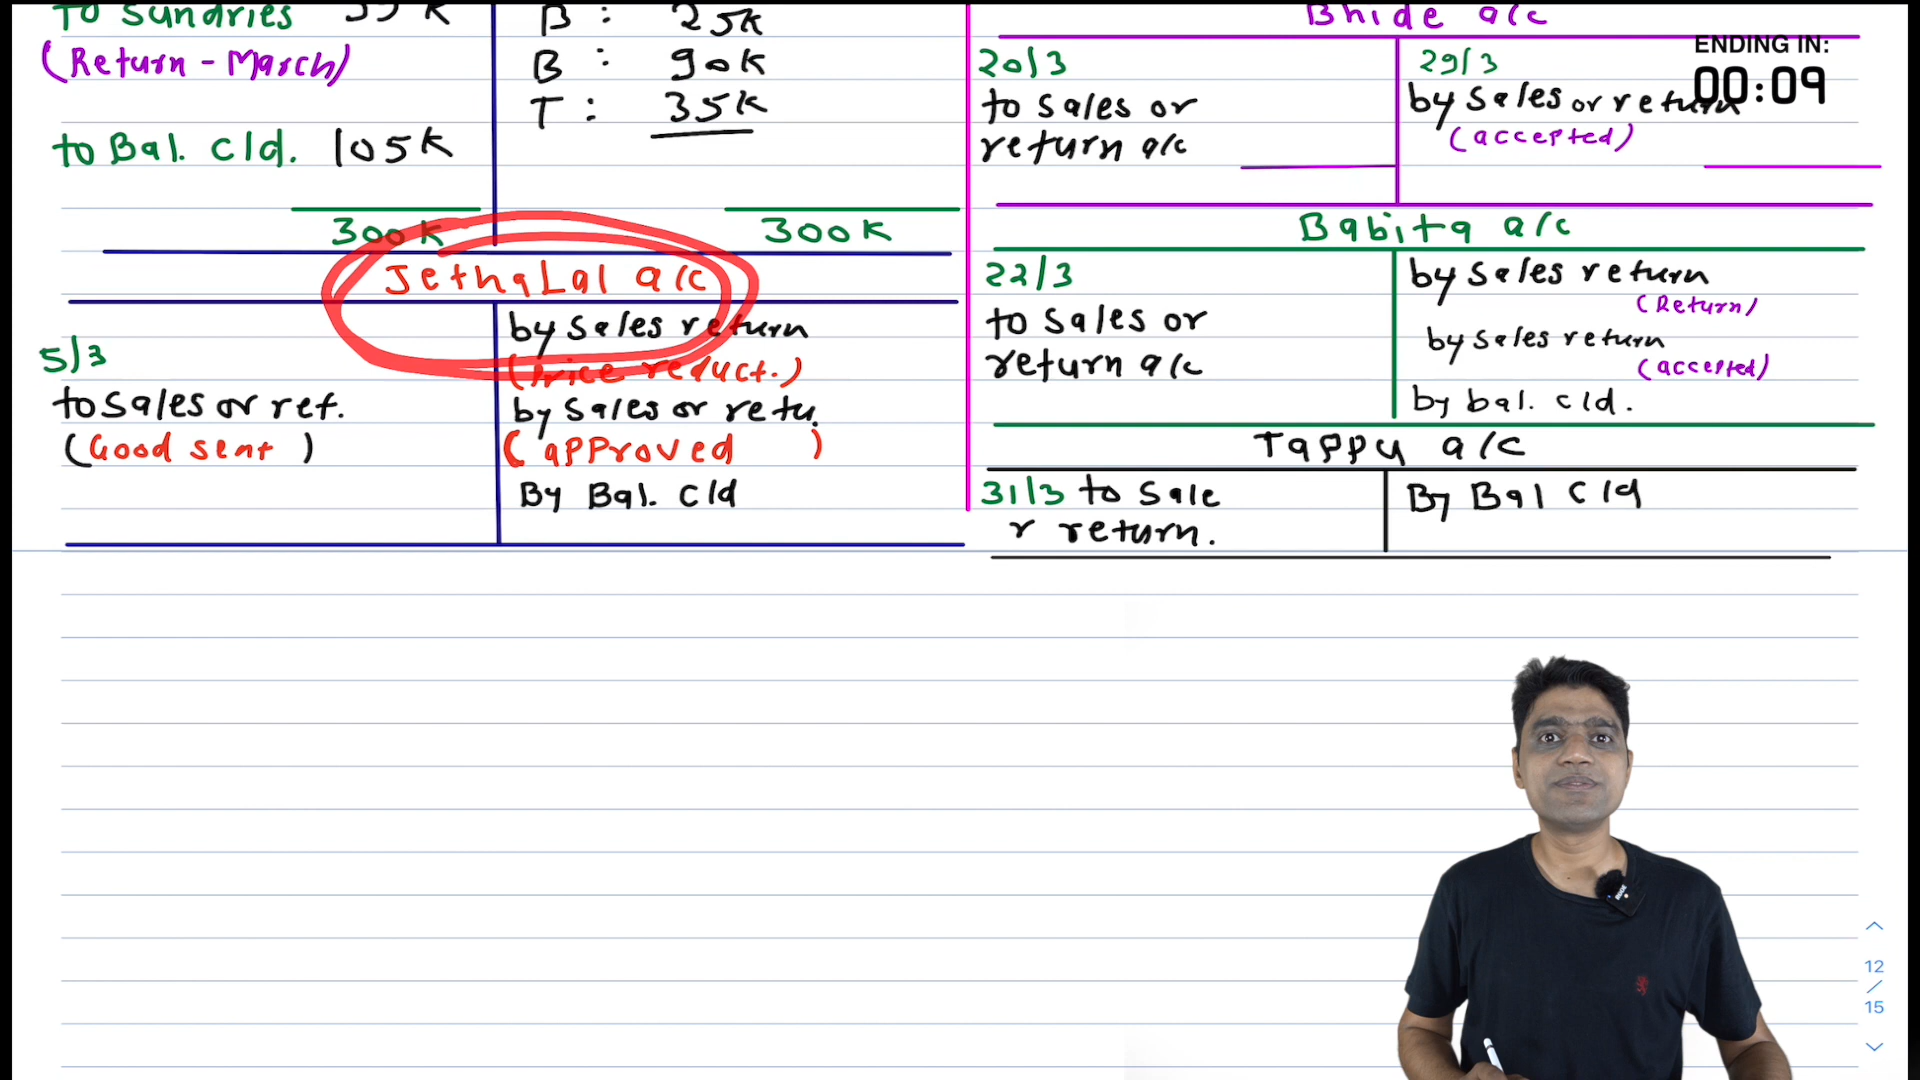 to Sundries 35 K
(Return - March)
to Bal. c/d. 105K
300K
B : 25K
B : 90K
T : 35K
300K
JethaLal a/c
5/3
to sales or ret.
(Good sent )
by sales return
(Price reduct.)
by sales or retu.
( approved )
By Bal. c/d
Bhide a/c
20/3
to sales or
return a/c
29/3
by sales or return
(accepted)
Babita a/c
22/3
to sales or
return a/c
by sales return
(Return)
by sales return
(accepted)
by bal. c/d.
Tappu a/c
31/3 to sale
r return.
By Bal c/d
ENDING IN:
00:09
12
/
15